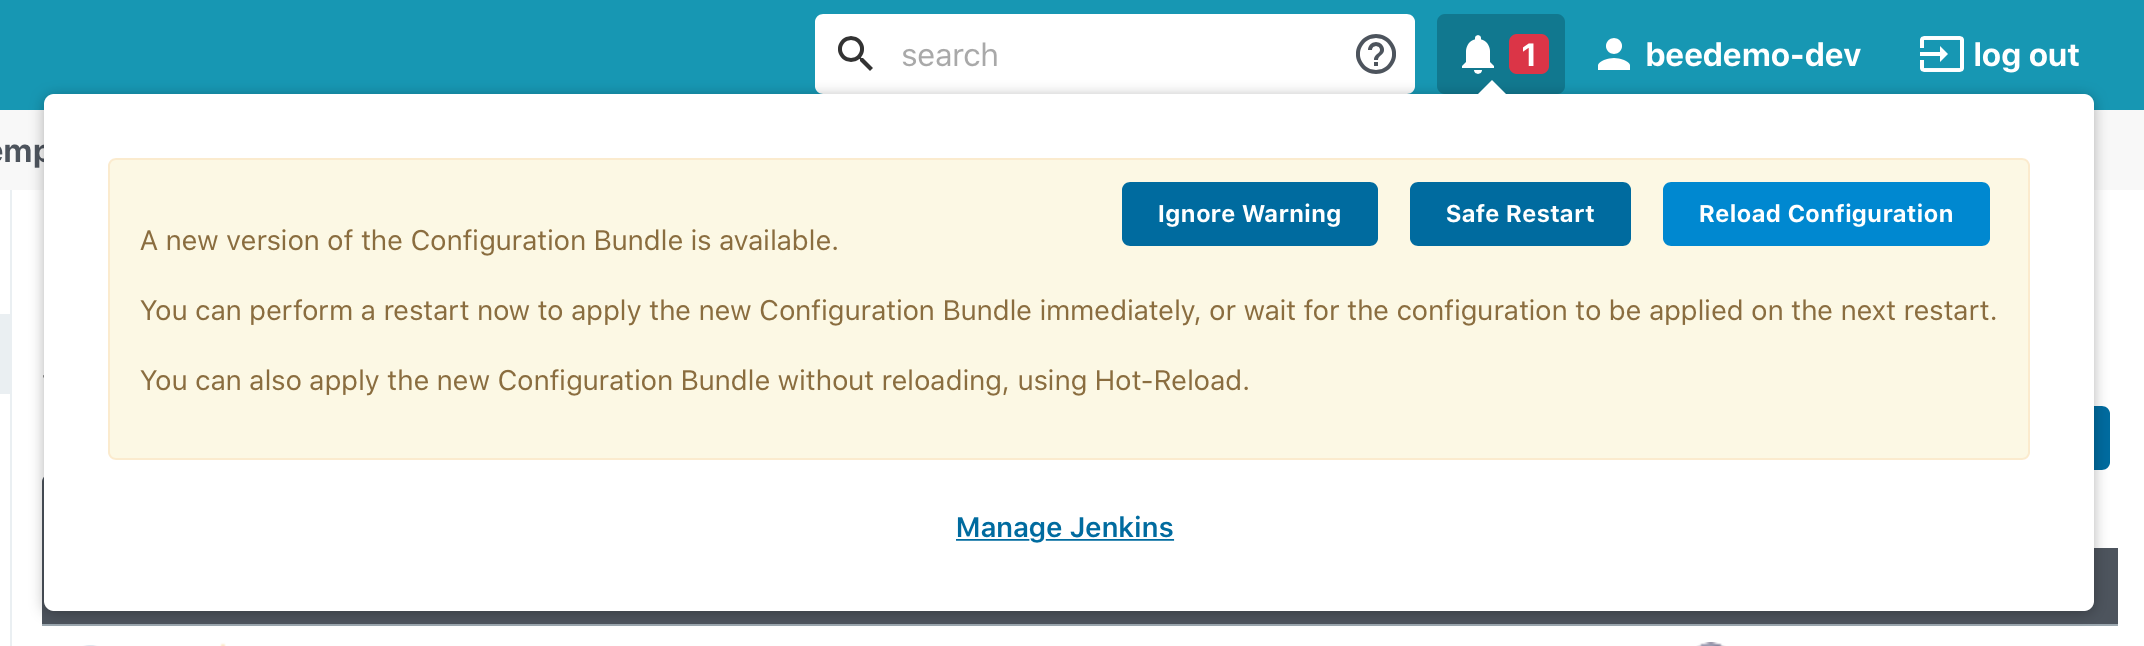 search
1
beedemo-dev
log out
Ignore Warning
Safe Restart
Reload Configuration
A new version of the Configuration Bundle is available.
You can perform a restart now to apply the new Configuration Bundle immediately, or wait for the configuration to be applied on the next restart.
You can also apply the new Configuration Bundle without reloading, using Hot-Reload.
Manage Jenkins